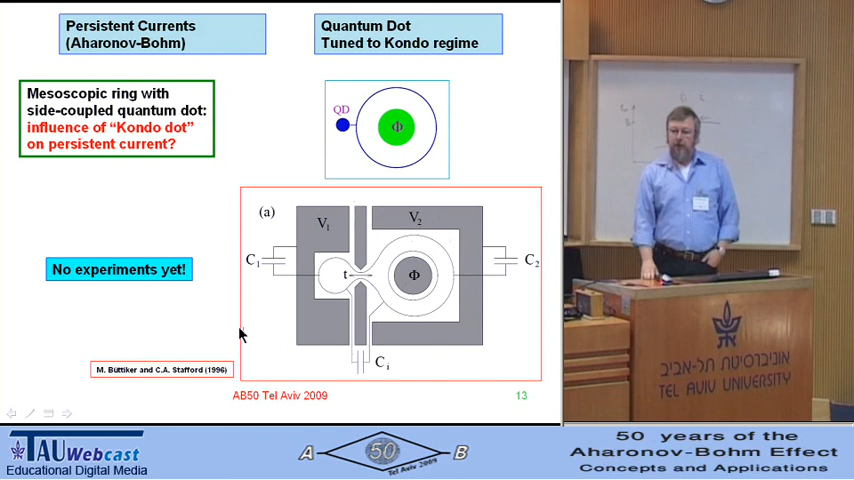 Persistent Currents
(Aharonov-Bohm)
Quantum Dot
Tuned to Kondo regime
Mesoscopic ring with
side-coupled quantum dot:
influence of "Kondo dot"
on persistent current?
QD
Φ
(a)
V1
V2
C1
t
Φ
C2
Ci
No experiments yet!
M. Büttiker and C.A. Stafford (1996)
AB50 Tel Aviv 2009
13
אוניברסיטת תל-אביב
TEL AVIV UNIVERSITY
TAU Webcast
Educational Digital Media
A 50 B
Tel Aviv 2009
50 years of the
Aharonov-Bohm Effect
Concepts and Applications